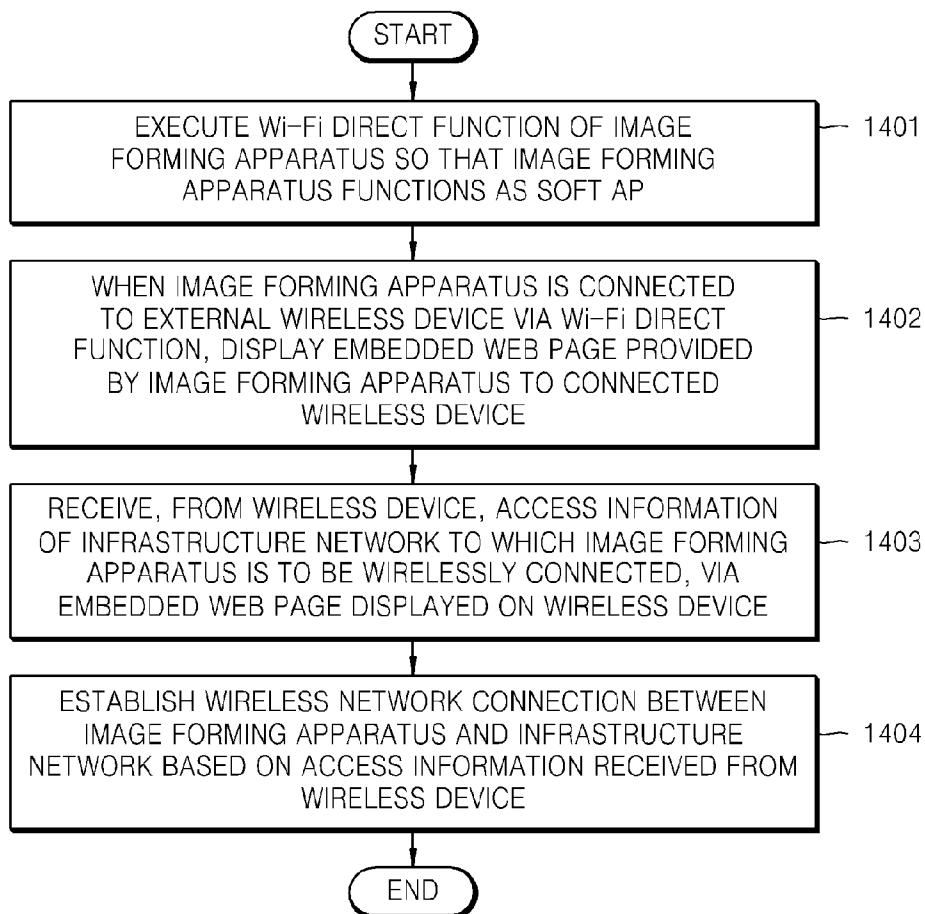 START
EXECUTE Wi-Fi DIRECT FUNCTION OF IMAGE
FORMING APPARATUS SO THAT IMAGE FORMING
APPARATUS FUNCTIONS AS SOFT AP
1401
WHEN IMAGE FORMING APPARATUS IS CONNECTED
TO EXTERNAL WIRELESS DEVICE VIA Wi-Fi DIRECT
FUNCTION, DISPLAY EMBEDDED WEB PAGE PROVIDED
BY IMAGE FORMING APPARATUS TO CONNECTED
WIRELESS DEVICE
1402
RECEIVE, FROM WIRELESS DEVICE, ACCESS INFORMATION
OF INFRASTRUCTURE NETWORK TO WHICH IMAGE FORMING
APPARATUS IS TO BE WIRELESSLY CONNECTED, VIA
EMBEDDED WEB PAGE DISPLAYED ON WIRELESS DEVICE
1403
ESTABLISH WIRELESS NETWORK CONNECTION BETWEEN
IMAGE FORMING APPARATUS AND INFRASTRUCTURE
NETWORK BASED ON ACCESS INFORMATION RECEIVED FROM
WIRELESS DEVICE
1404
END